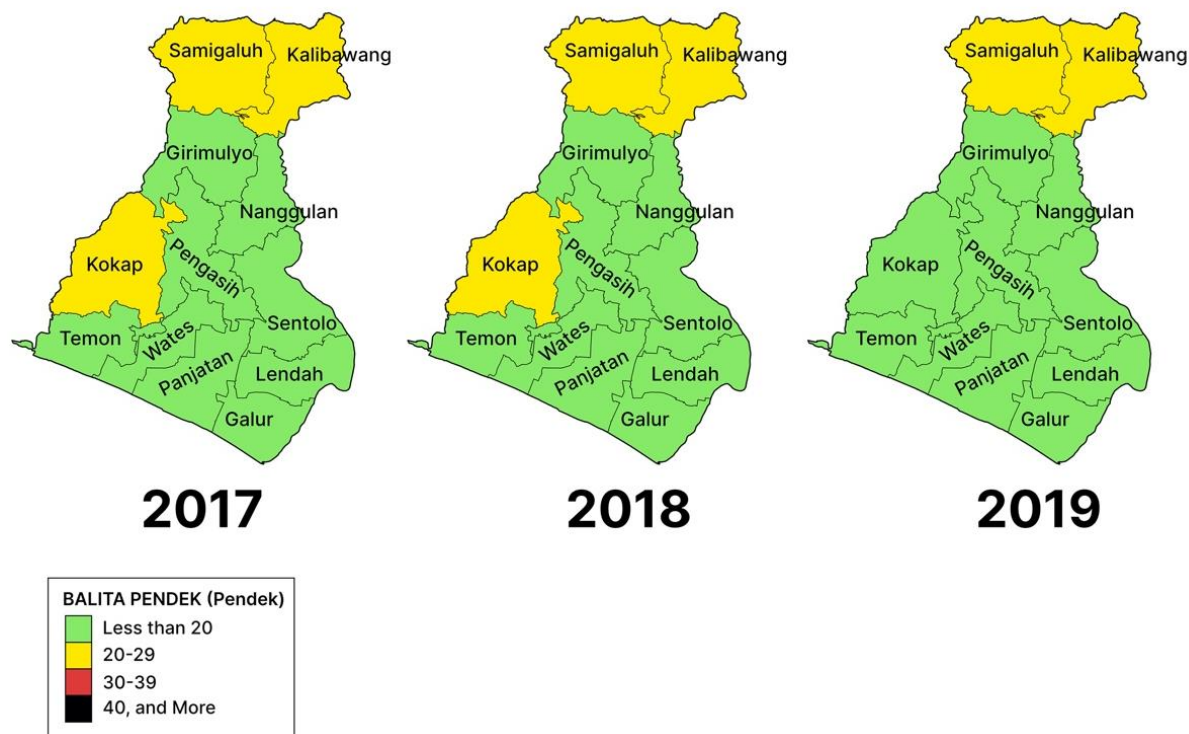 Samigaluh
Kalibawang
Girimulyo
Nanggulan
Kokap
Pengasih
Temon
Wates
Sentolo
Panjatan
Lendah
Galur
2017
Samigaluh
Kalibawang
Girimulyo
Nanggulan
Kokap
Pengasih
Temon
Wates
Sentolo
Panjatan
Lendah
Galur
2018
Samigaluh
Kalibawang
Girimulyo
Nanggulan
Kokap
Pengasih
Temon
Wates
Sentolo
Panjatan
Lendah
Galur
2019
BALITA PENDEK (Pendek)
Less than 20
20-29
30-39
40, and More